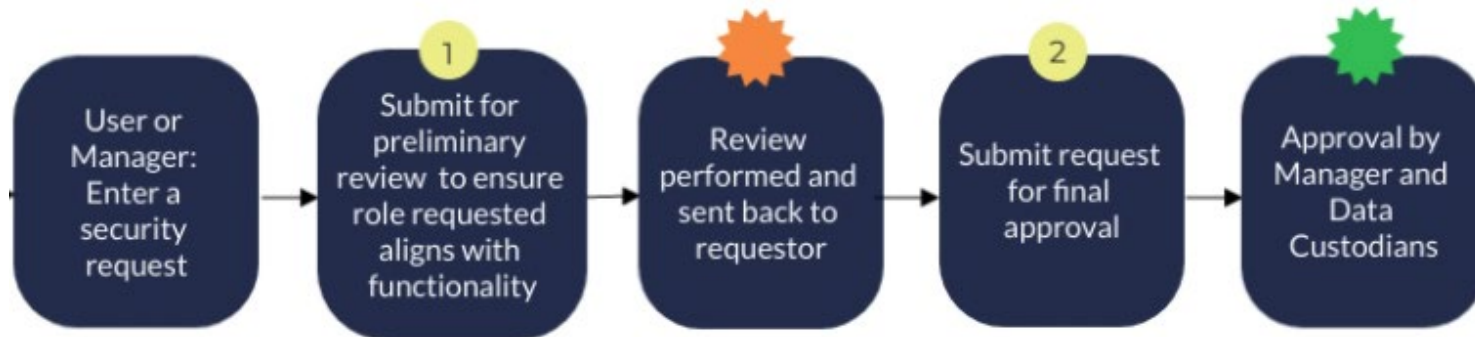 User or
Manager:
Enter a
security
request
1
Submit for
preliminary
review to ensure
role requested
aligns with
functionality
Review
performed and
sent back to
requestor
2
Submit request
for final
approval
Approval by
Manager and
Data
Custodians